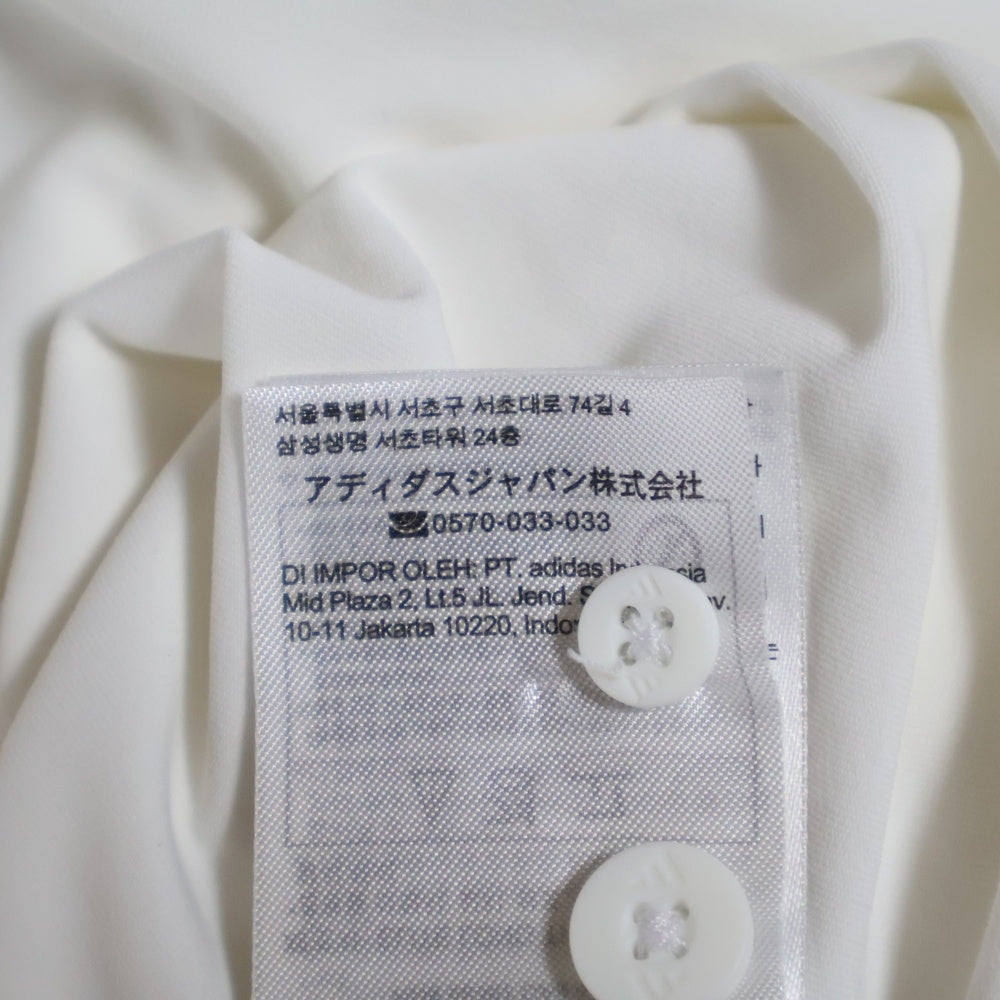 서울특별시 서초구 서초대로 74길 4
삼성생명 서초타워 24층
アディダスジャパン株式会社
☎0570-033-033
DI IMPOR OLEH: PT. adidas
Mid Plaza 2, Lt.5 JL. Jend.
10-11 Jakarta 10220,